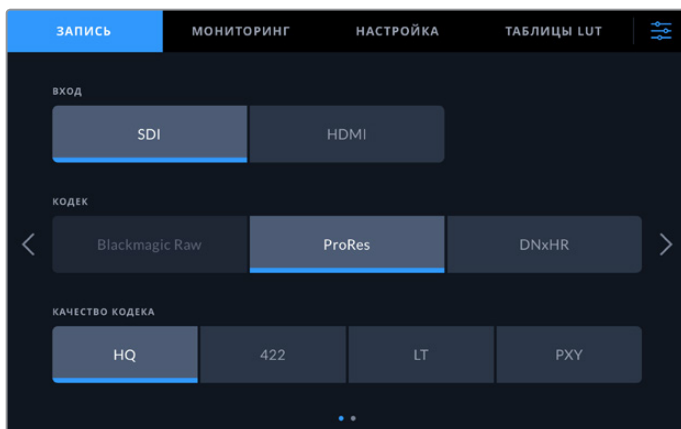 ЗАПИСЬ МОНИТОРИНГ НАСТРОЙКА ТАБЛИЦЫ LUT
ВХОД
SDI HDMI
КОДЕК
Blackmagic Raw ProRes DNxHR
КАЧЕСТВО КОДЕКА
HQ 422 LT PXY